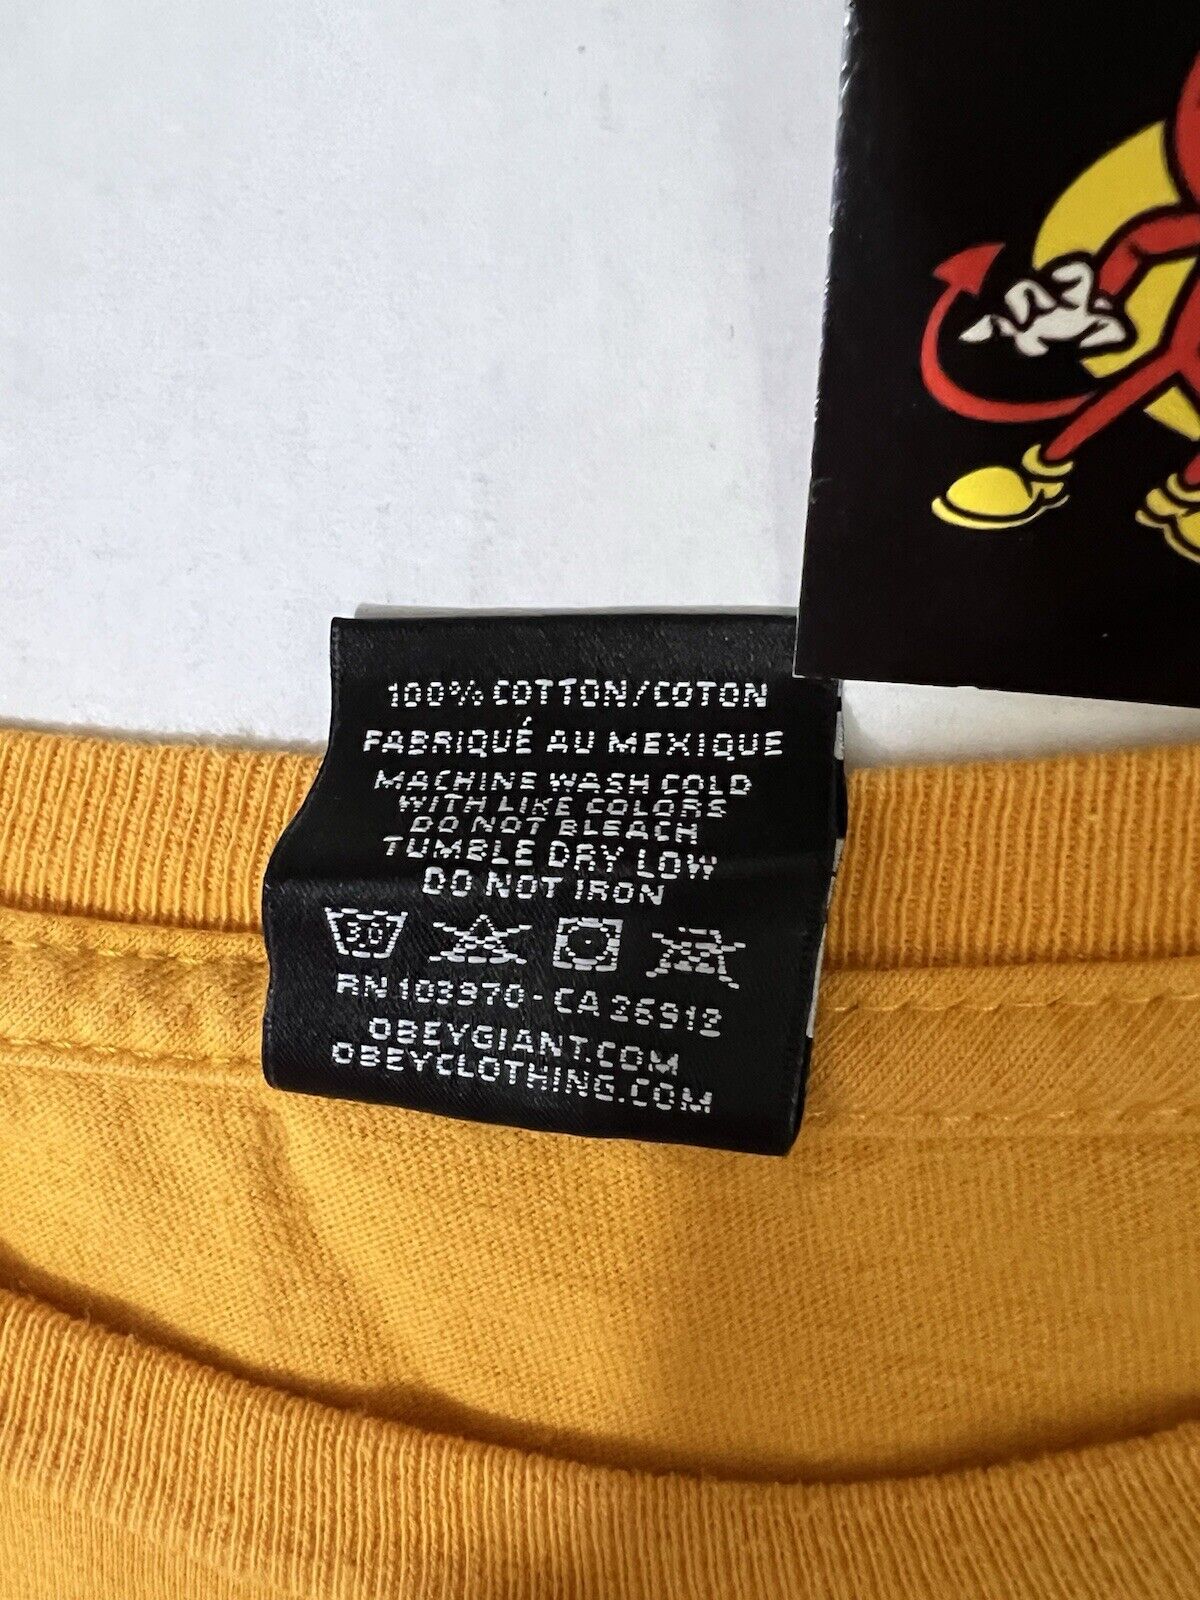 100% COTTON/COTON
FABRIQUÉ AU MEXIQUE
MACHINE WASH COLD
WITH LIKE COLORS
DO NOT BLEACH
TUMBLE DRY LOW
DO NOT IRON
30°
RN 103970 - CA 26912
OBEYGIANT.COM
OBEYCLOTHING.COM